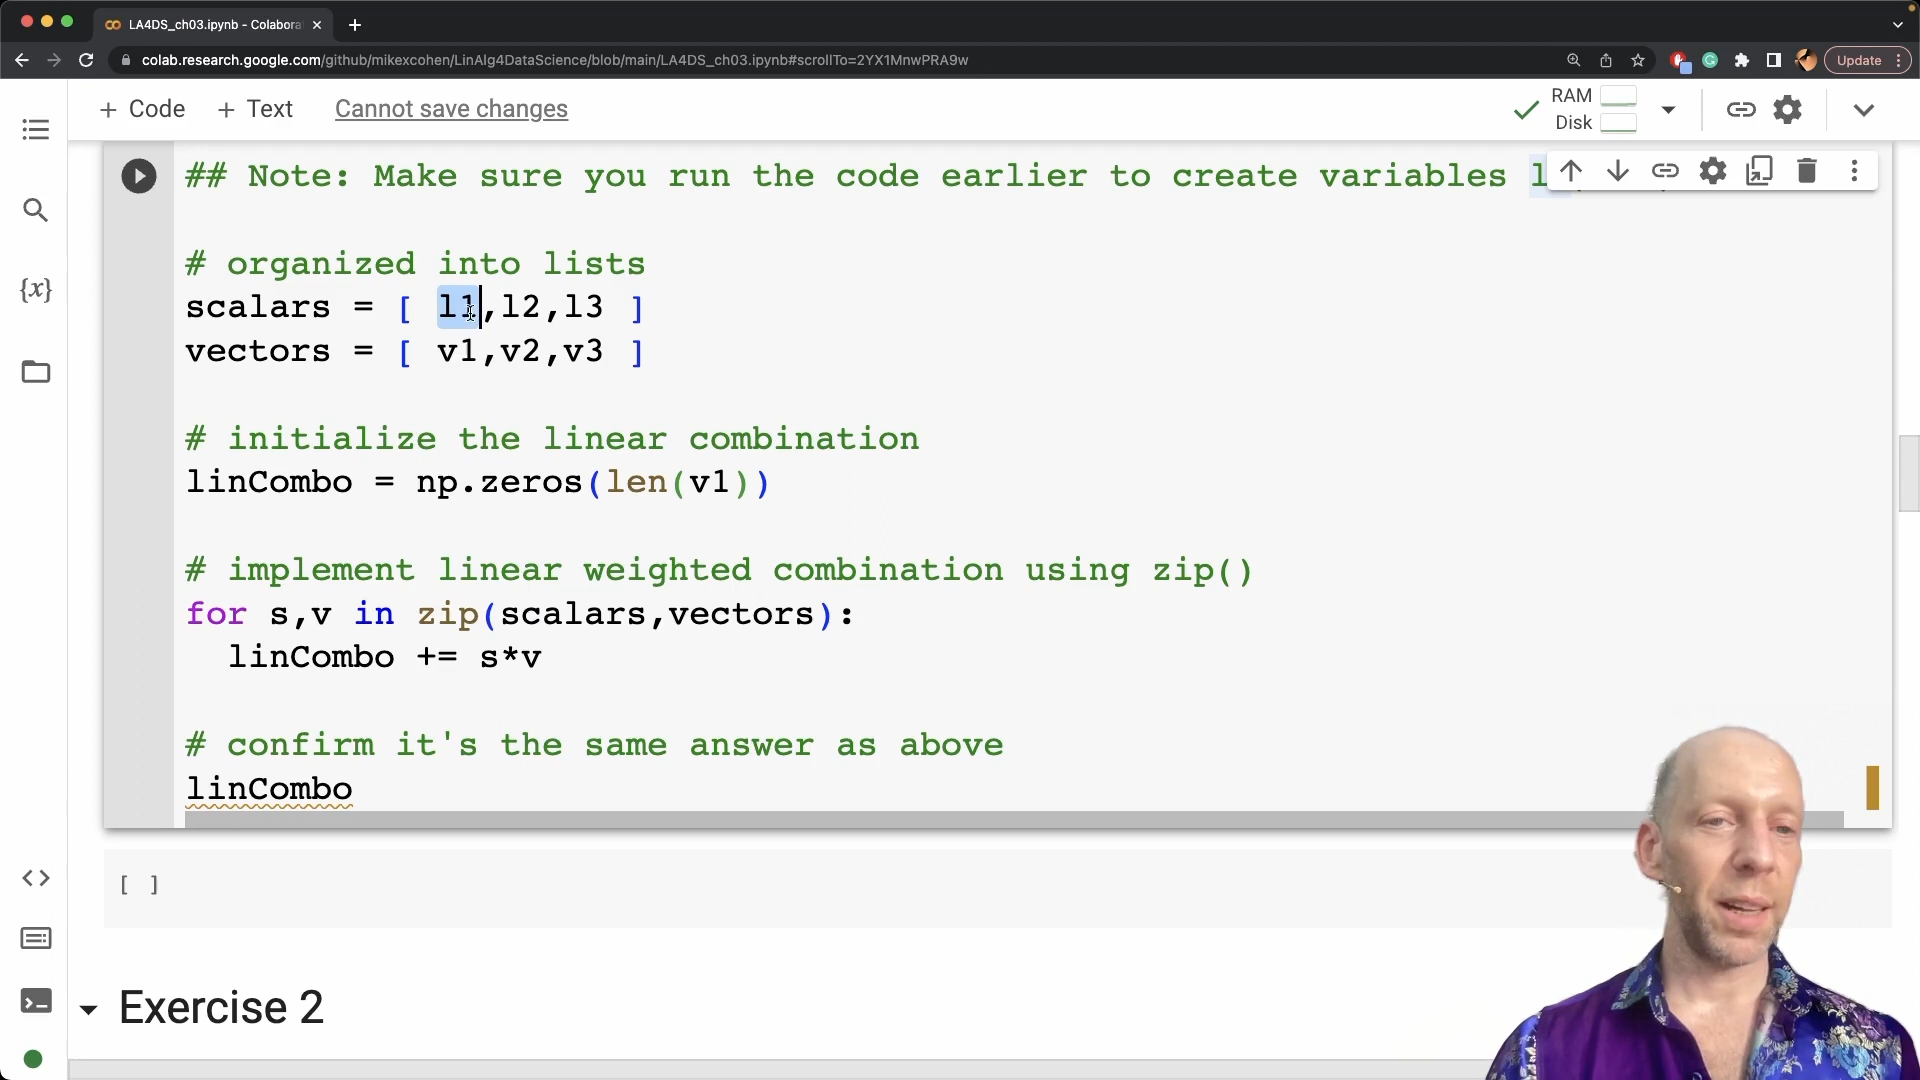 LA4DS_ch03.ipynb - Colabora
colab.research.google.com/github/mikexcohen/LinAlg4DataScience/blob/main/LA4DS_ch03.ipynb#scrollTo=2YX1MnwPRA9w
Update
+ Code + Text Cannot save changes
RAM
Disk
## Note: Make sure you run the code earlier to create variables
# organized into lists
scalars = [ l1,l2,l3 ]
vectors = [ v1,v2,v3 ]
# initialize the linear combination
linCombo = np.zeros(len(v1))
# implement linear weighted combination using zip()
for s,v in zip(scalars,vectors):
linCombo += s*v
# confirm it's the same answer as above
linCombo
[ ]
Exercise 2